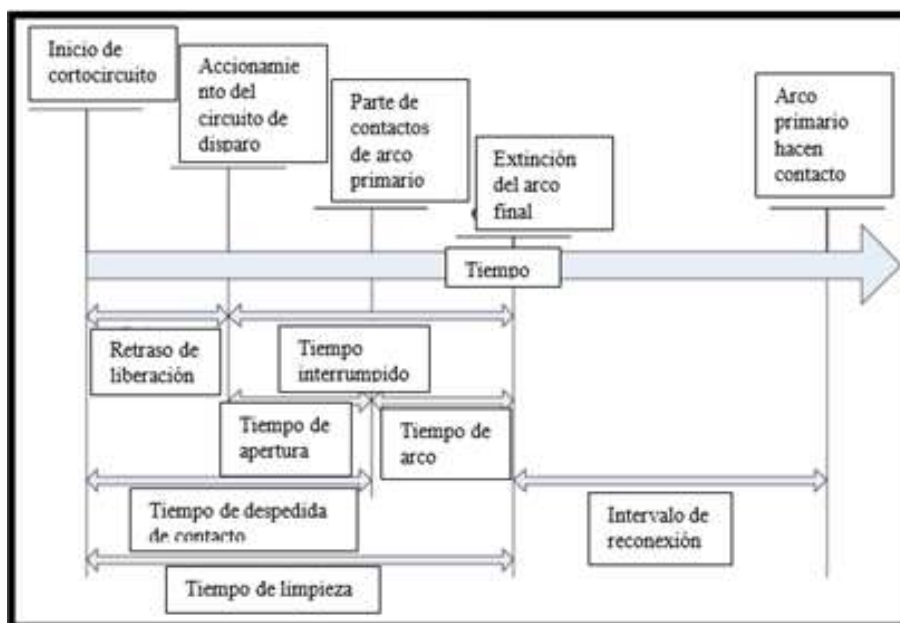 Inicio de
cortocircuito
Accionamie
nto del
circuito de
disparo
Parte de
contactos
de arco
primario
Extinción
del arco
final
Arco
primario
hacen
contacto
Tiempo
Retraso de
liberación
Tiempo
interrumpido
Tiempo de
apertura
Tiempo de
arco
Tiempo de despedida
de contacto
Intervalo de
reconexión
Tiempo de limpieza